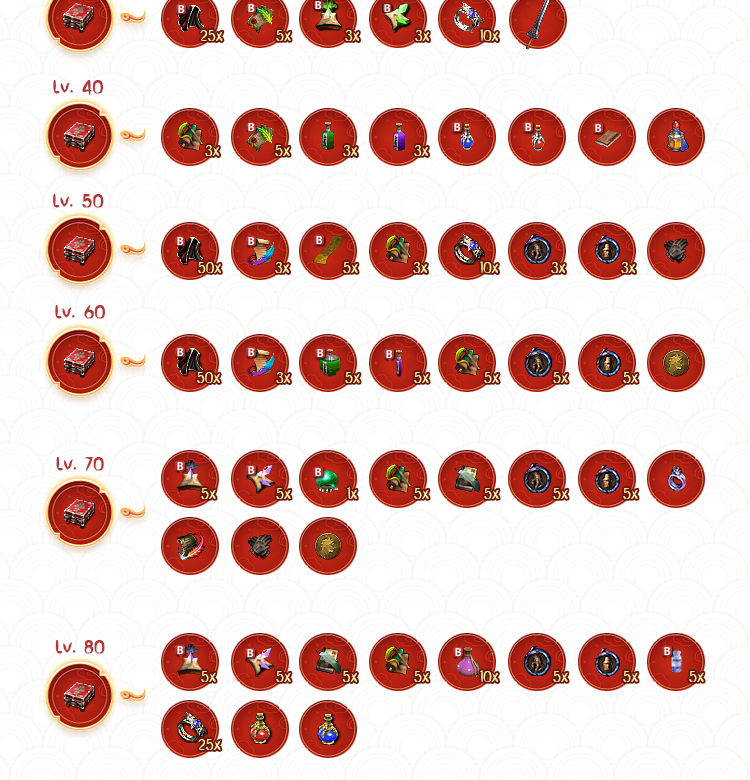 B B B B B
25x 5x 3x 3x 10x
Lv. 40
B B B B
3x 5x 3x 3x
Lv. 50
B B B B B
50x 3x 5x 3x 10x 3x 3x
Lv. 60
B B B B B
50x 3x 5x 5x 5x 5x 5x
Lv. 70
B B B
5x 5x 1x 5x 5x 5x 5x
Lv. 80
B B B B
5x 5x 5x 5x 10x 5x 5x 5x
25x